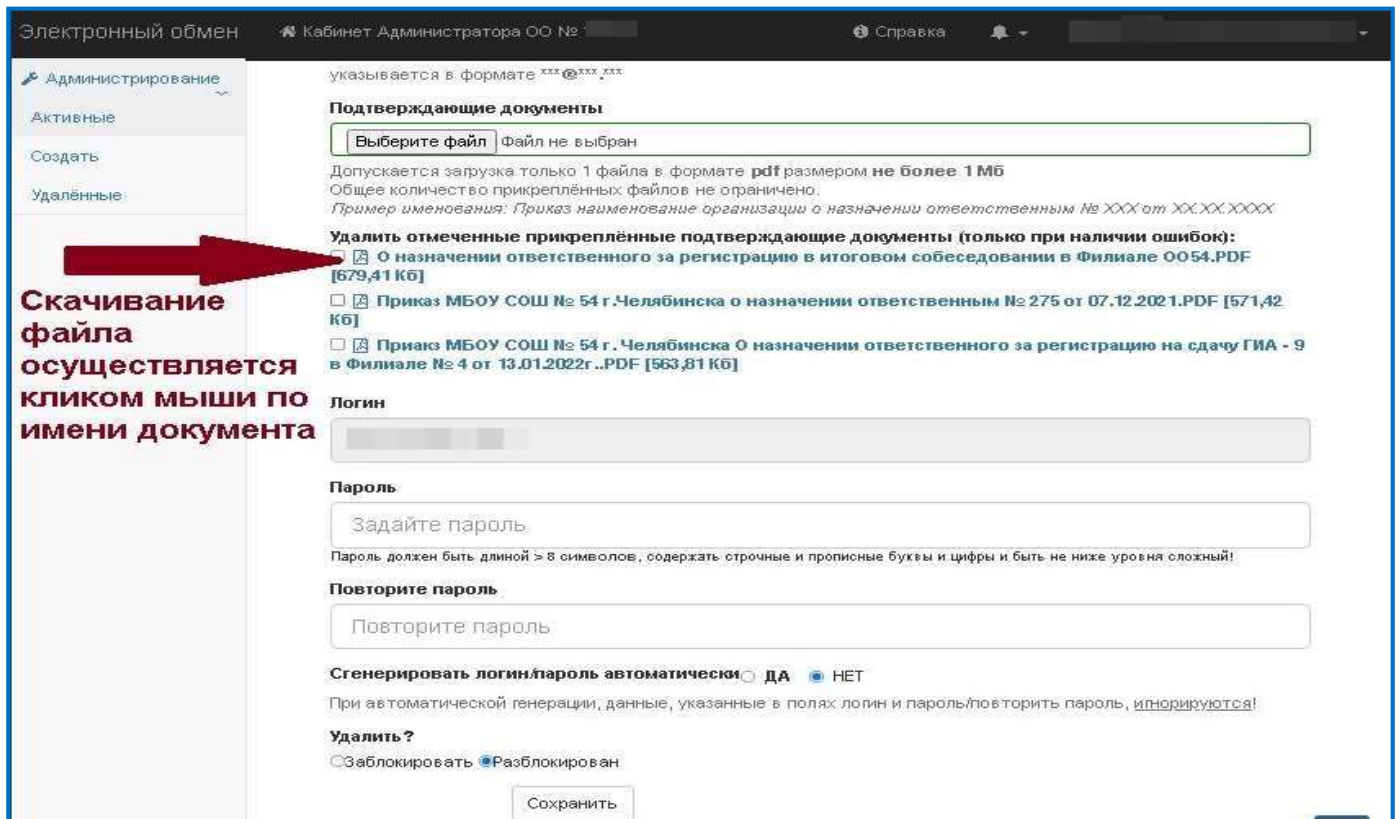 Электронный обмен
Кабинет Администратора ОО №
Справка
Администрирование
Активные
Создать
Удалённые
указывается в формате xxx@xxx.xxx
Подтверждающие документы
Выберите файл Файл не выбран
Допускается загрузка только 1 файла в формате pdf размером не более 1 Мб
Общее количество прикреплённых файлов не ограничено.
Пример именования: Приказ наименование организации о назначении ответственным № XXX от XX.XX.XXXX
Удалить отмеченные прикреплённые подтверждающие документы (только при наличии ошибок):
О назначении ответственного за регистрацию в итоговом собеседовании в Филиале ОО54.PDF
[679,41 Кб]
Приказ МБОУ СОШ № 54 г.Челябинска о назначении ответственным № 275 от 07.12.2021.PDF [571,42
Кб]
Приакз МБОУ СОШ № 54 г. Челябинска О назначении ответственного за регистрацию на сдачу ГИА - 9
в Филиале № 4 от 13.01.2022г..PDF [563,81 Кб]
Скачивание
файла
осуществляется
кликом мыши по
имени документа
Логин
Пароль
Задайте пароль
Пароль должен быть длиной > 8 символов, содержать строчные и прописные буквы и цифры и быть не ниже уровня сложный!
Повторите пароль
Повторите пароль
Сгенерировать логин/пароль автоматически ДА НЕТ
При автоматической генерации, данные, указанные в полях логин и пароль/повторить пароль, игнорируются!
Удалить?
Заблокировать Разблокирован
Сохранить